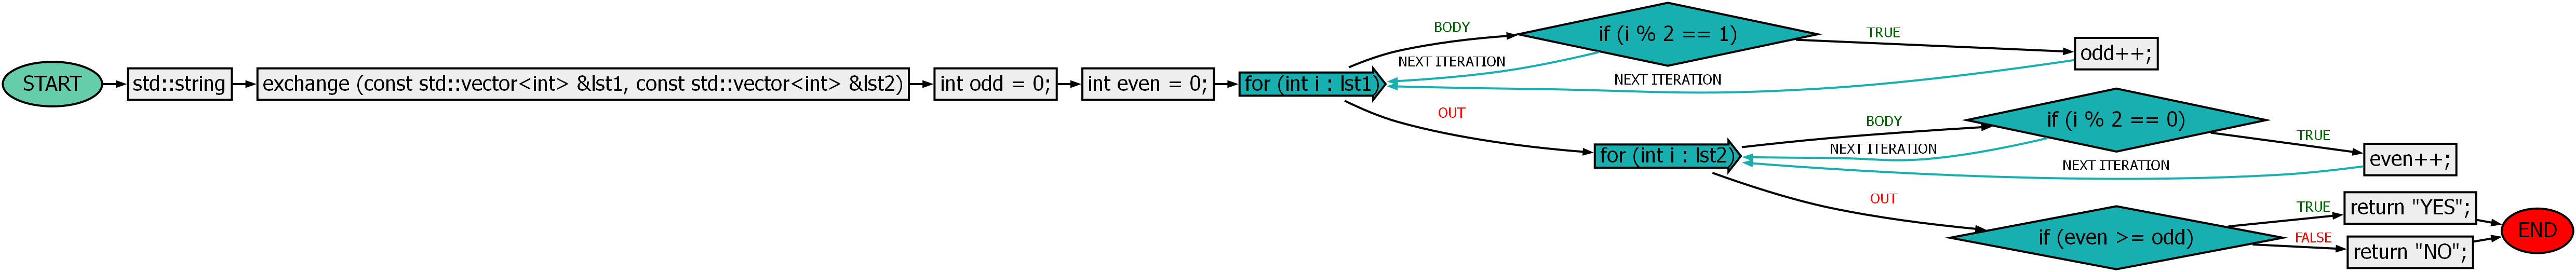 START
std::string
exchange (const std::vector<int> &lst1, const std::vector<int> &lst2)
int odd = 0;
int even = 0;
for (int i : lst1)
BODY
if (i % 2 == 1)
TRUE
odd++;
NEXT ITERATION
NEXT ITERATION
OUT
for (int i : lst2)
BODY
if (i % 2 == 0)
TRUE
even++;
NEXT ITERATION
NEXT ITERATION
OUT
if (even >= odd)
TRUE
return "YES";
FALSE
return "NO";
END